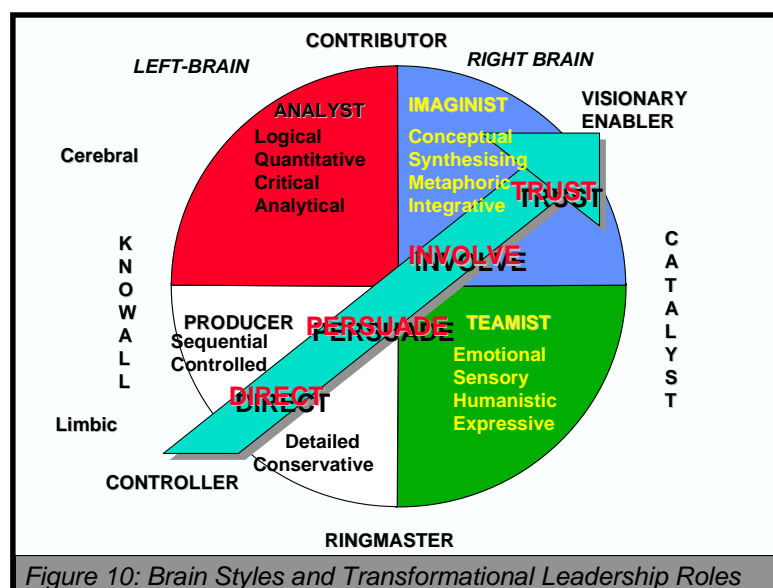 CONTRIBUTOR
LEFT-BRAIN
RIGHT BRAIN
ANALYST
Logical
Quantitative
Critical
Analytical
IMAGINIST
Conceptual
Synthesising
Metaphoric
Integrative
VISIONARY
ENABLER
Cerebral
TRUST
INVOLVE
PERSUADE
DIRECT
KNOWALL
CATALYST
PRODUCER
Sequential
Controlled
Detailed
Conservative
TEAMIST
Emotional
Sensory
Humanistic
Expressive
Limbic
CONTROLLER
RINGMASTER
Figure 10: Brain Styles and Transformational Leadership Roles